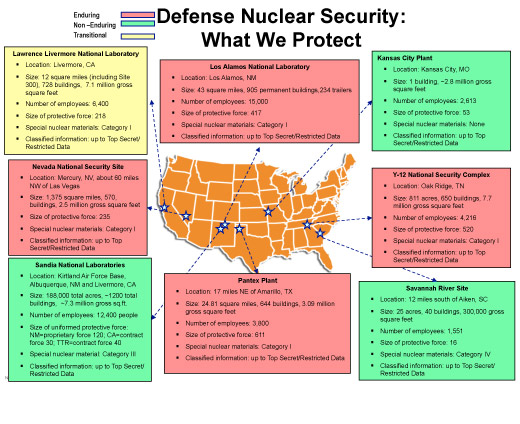 Enduring
Non –Enduring
Transitional
Defense Nuclear Security:
What We Protect
Lawrence Livermore National Laboratory
• Location: Livermore, CA
• Size: 12 square miles (including Site
300), 728 buildings, 7.1 million gross
square feet
• Number of employees: 6,400
• Size of protective force: 218
• Special nuclear materials: Category I
• Classified information: up to Top Secret/
Restricted Data
Los Alamos National Laboratory
• Location: Los Alamos, NM
• Size: 43 square miles, 905 permanent buildings,234 trailers
• Number of employees: 15,000
• Size of protective force: 417
• Special nuclear materials: Category I
• Classified information: up to Top Secret/Restricted Data
Kansas City Plant
• Location: Kansas City, MO
• Size: 1 building, ~2.8 million gross
square feet
• Number of employees: 2,613
• Size of protective force: 53
• Special nuclear materials: None
• Classified information: up to Top
Secret/Restricted Data
Nevada National Security Site
• Location: Mercury, NV, about 60 miles
NW of Las Vegas
• Size: 1,375 square miles, 570,
buildings, 2.5 million gross square feet
• Size of protective force: 235
• Special nuclear materials: Category I
• Classified information: up to Top
Secret/Restricted Data
Y-12 National Security Complex
• Location: Oak Ridge, TN
• Size: 811 acres, 650 buildings, 7.7
million gross square feet
• Number of employees: 4,216
• Size of protective force: 520
• Special nuclear materials: Category I
• Classified information: up to Top
Secret/Restricted Data
Sandia National Laboratories
• Location: Kirtland Air Force Base,
Albuquerque, NM and Livermore, CA
• Size: 188,000 total acres, ~1200 total
buildings, ~7.3 million gross sq.ft.
• Number of employees: 12,400 people
• Size of uniformed protective force:
NM=proprietary force 120; CA=contract
force 30; TTR=contract force 40
• Special nuclear material: Category III
• Classified information: up to Top Secret/
Restricted Data
Pantex Plant
• Location: 17 miles NE of Amarillo, TX
• Size: 24.81 square miles, 644 buildings, 3.09 million
gross square feet
• Number of employees: 3,800
• Size of protective force: 611
• Special nuclear materials: Category I
• Classified information: up to Top Secret/Restricted Data
Savannah River Site
• Location: 12 miles south of Aiken, SC
• Size: 25 acres, 40 buildings, 300,000 gross
square feet
• Number of employees: 1,551
• Size of protective force: 16
• Special nuclear materials: Category IV
• Classified information: up to Top Secret/
Restricted Data